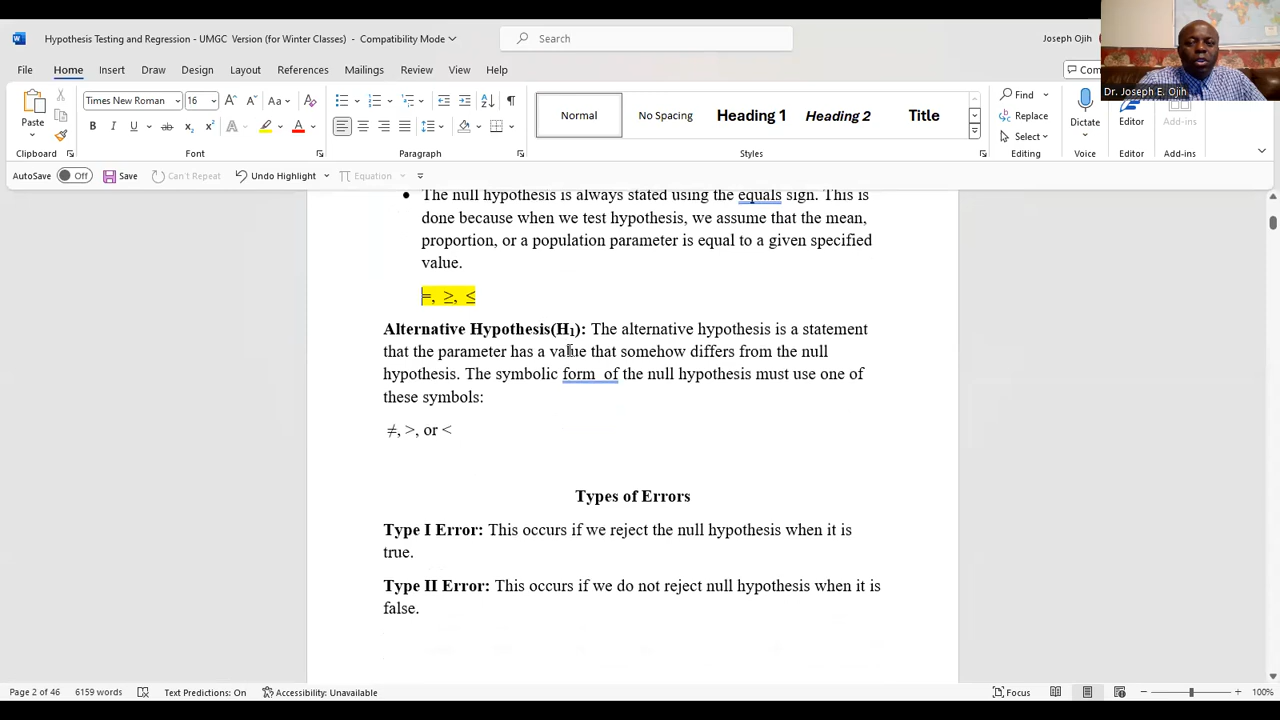 Hypothesis Testing and Regression - UMGC Version (for Winter Classes) - Compatibility Mode
Search
Joseph Ojih
File Home Insert Draw Design Layout References Mailings Review View Help
Com
Dr. Joseph E. Ojih
Paste
Times New Roman 16
Aa
B I U
Normal No Spacing Heading 1 Heading 2 Title
Find
Replace
Select
Dictate
Editor
Add-ins
Clipboard Font Paragraph Styles Editing Voice Editor Add-ins
AutoSave Off Save Can't Repeat Undo Highlight Equation
• The null hypothesis is always stated using the equals sign. This is
done because when we test hypothesis, we assume that the mean,
proportion, or a population parameter is equal to a given specified
value.
=, ≥, ≤
Alternative Hypothesis(H₁): The alternative hypothesis is a statement
that the parameter has a value that somehow differs from the null
hypothesis. The symbolic form of the null hypothesis must use one of
these symbols:
≠, >, or <
Types of Errors
Type I Error: This occurs if we reject the null hypothesis when it is
true.
Type II Error: This occurs if we do not reject null hypothesis when it is
false.
Page 2 of 46 6159 words Text Predictions: On Accessibility: Unavailable Focus 100%